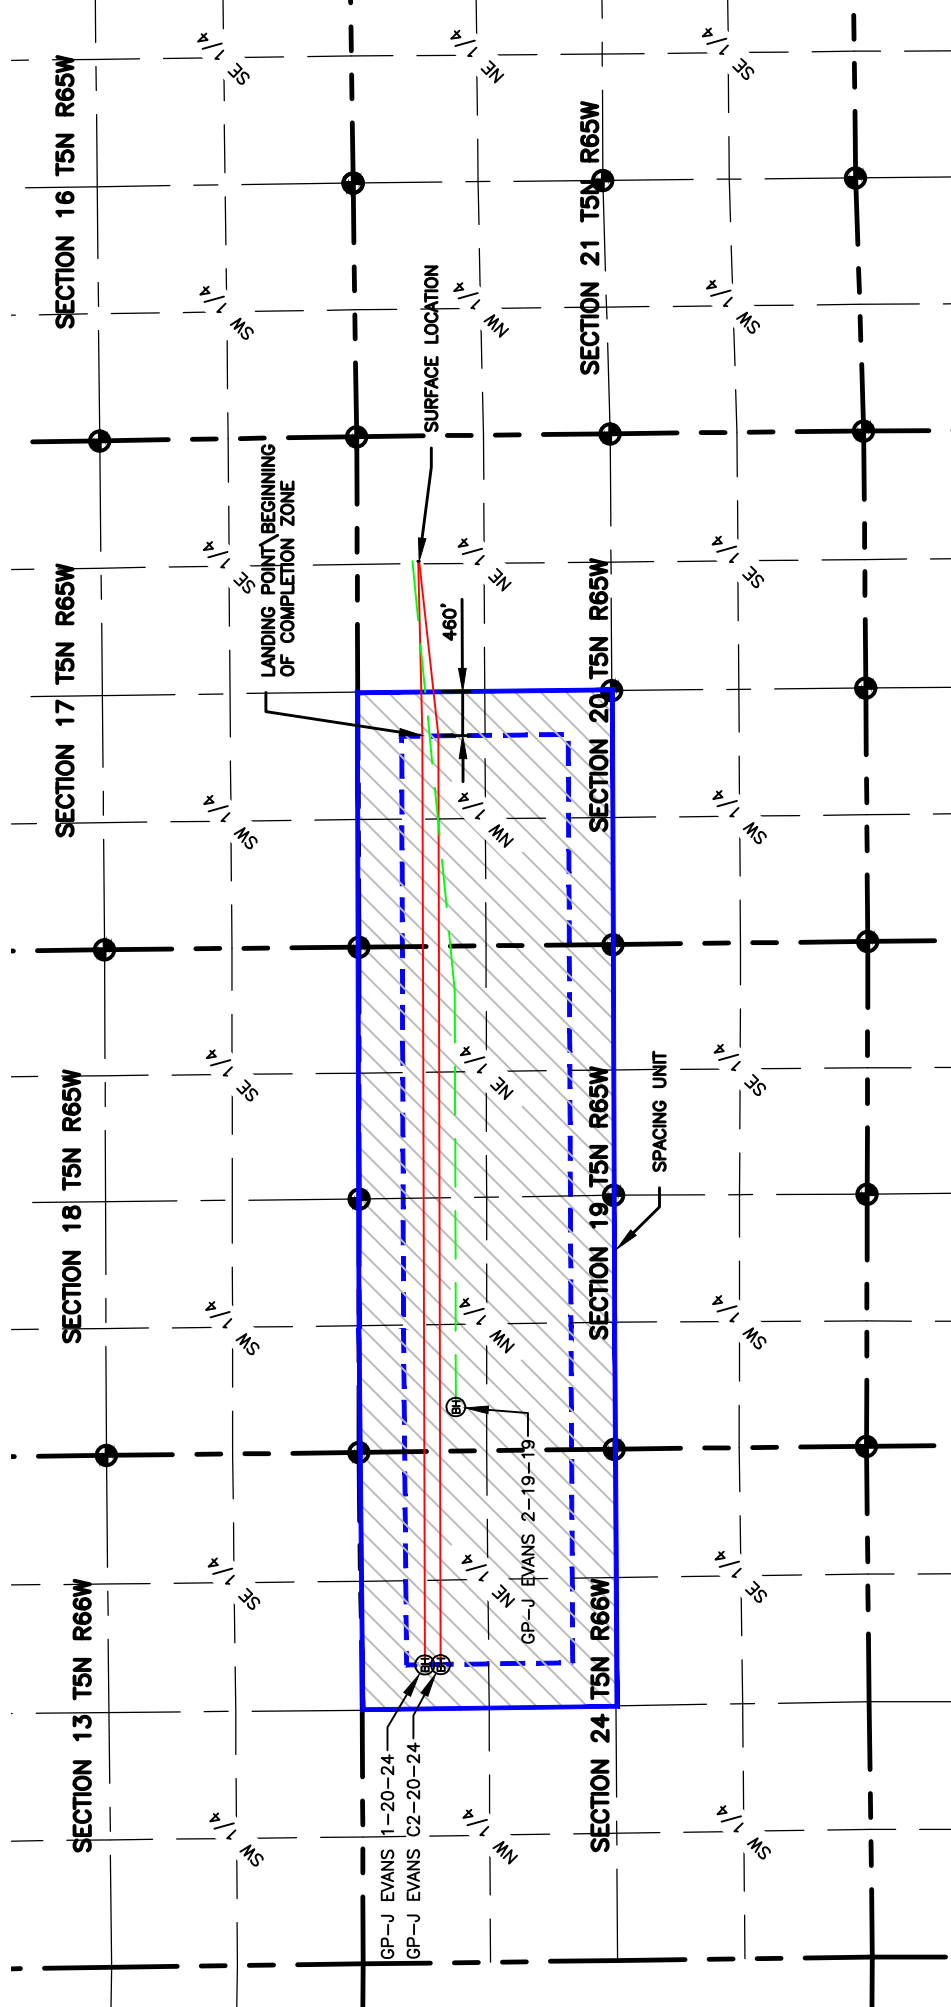 SECTION 13 T5N R66W
SECTION 18 T5N R65W
SECTION 17 T5N R65W
SECTION 16 T5N R65W
SW 1/4
SE 1/4
SW 1/4
SE 1/4
SW 1/4
SE 1/4
SW 1/4
SE 1/4
LANDING POINT\BEGINNING
OF COMPLETION ZONE
GP-J EVANS 1-20-24
GP-J EVANS C2-20-24
BH
BH
SURFACE LOCATION
460'
BH
NW 1/4
NE 1/4
NW 1/4
NE 1/4
NW 1/4
NE 1/4
NW 1/4
NE 1/4
GP-J EVANS 2-19-19
SECTION 24 T5N R66W
SECTION 19 T5N R65W
SECTION 20 T5N R65W
SECTION 21 T5N R65W
SPACING UNIT
SW 1/4
SE 1/4
SW 1/4
SE 1/4
SW 1/4
SE 1/4
SW 1/4
SE 1/4